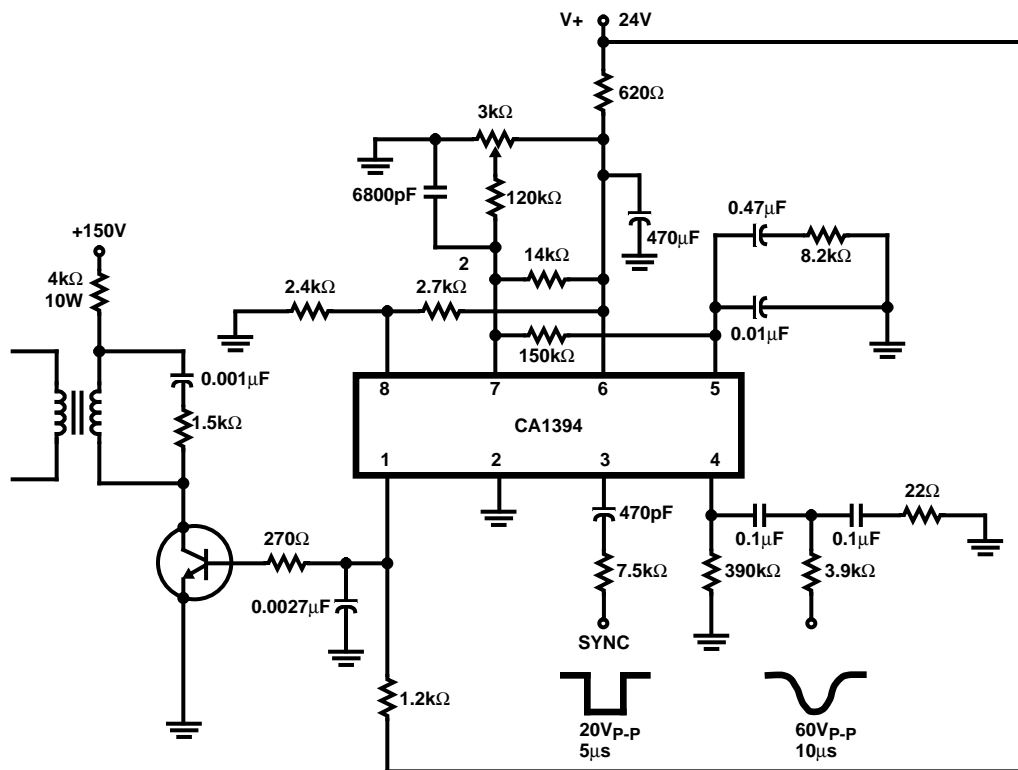 V+ 24V
620Ω
3kΩ
6800pF
120kΩ
470μF
0.47μF
8.2kΩ
+150V
4kΩ
10W
2
14kΩ
2.4kΩ
2.7kΩ
0.01μF
150kΩ
0.001μF
8 7 6 5
1.5kΩ
CA1394
1 2 3 4
470pF
22Ω
270Ω
0.1μF
0.1μF
7.5kΩ
390kΩ
3.9kΩ
0.0027μF
SYNC
1.2kΩ
20VP-P
5μs
60VP-P
10μs